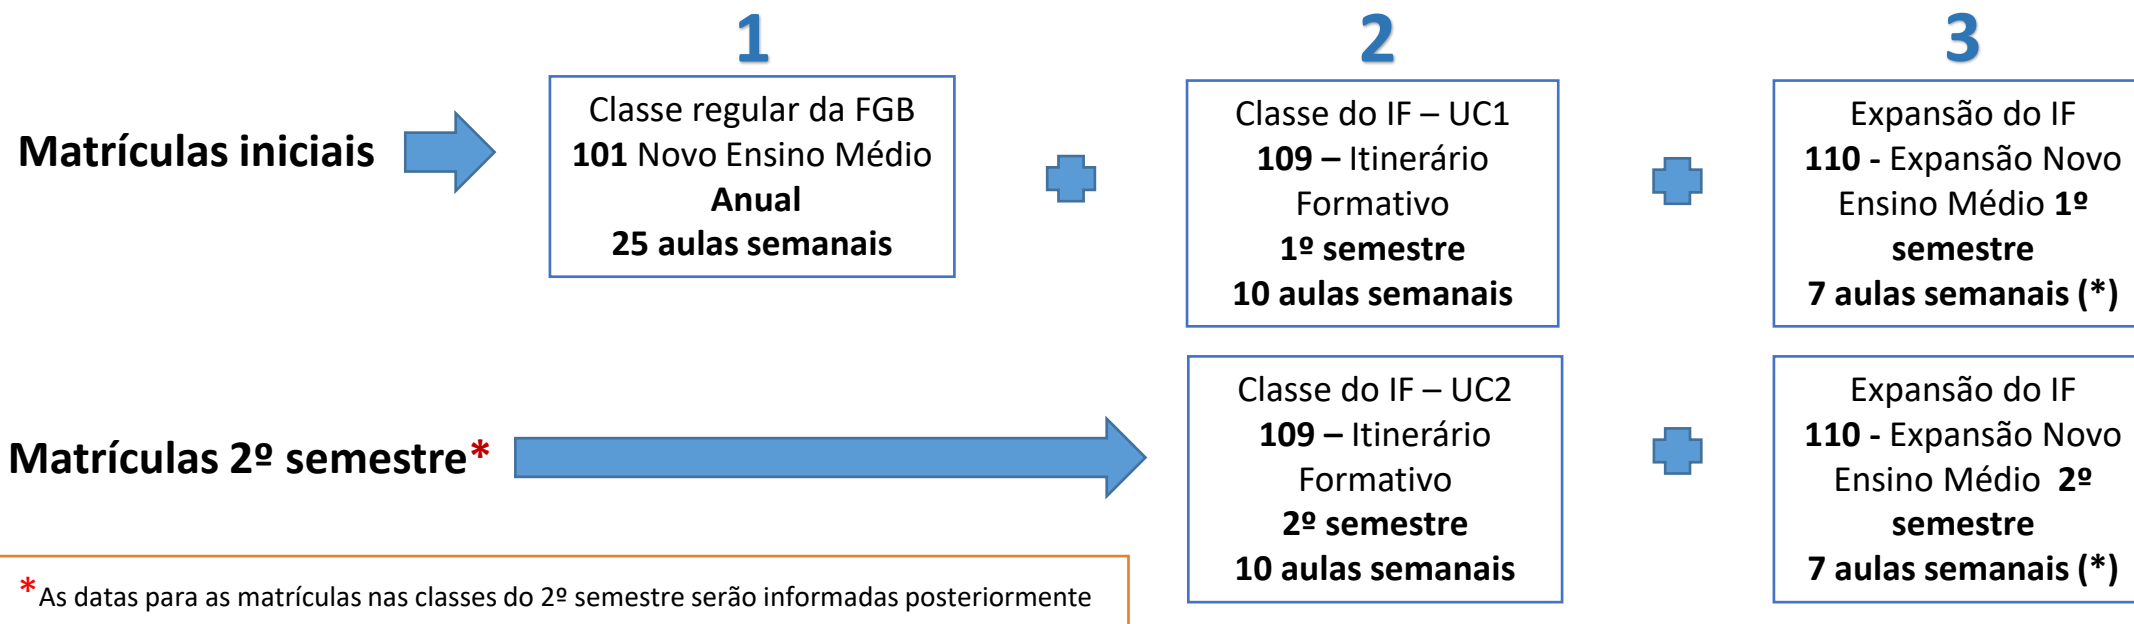 1
2
3
Matrículas iniciais
Classe regular da FGB
101 Novo Ensino Médio
Anual
25 aulas semanais
Classe do IF – UC1
109 – Itinerário
Formativo
1º semestre
10 aulas semanais
Expansão do IF
110 - Expansão Novo
Ensino Médio 1º
semestre
7 aulas semanais (*)
Matrículas 2º semestre*
Classe do IF – UC2
109 – Itinerário
Formativo
2º semestre
10 aulas semanais
Expansão do IF
110 - Expansão Novo
Ensino Médio 2º
semestre
7 aulas semanais (*)
*As datas para as matrículas nas classes do 2º semestre serão informadas posteriormente